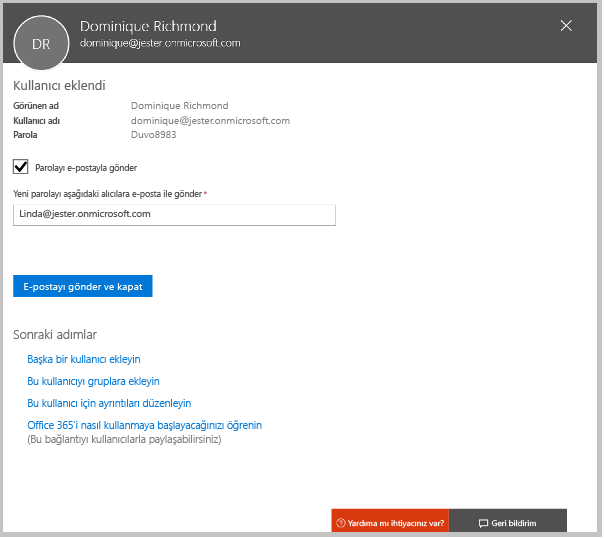 DR
Dominique Richmond
dominique@jester.onmicrosoft.com
Kullanıcı eklendi
Görünen ad Dominique Richmond
Kullanıcı adı dominique@jester.onmicrosoft.com
Parola Duvo8983
Parolayı e-postayla gönder
Yeni parolayı aşağıdaki alıcılara e-posta ile gönder *
Linda@jester.onmicrosoft.com
E-postayı gönder ve kapat
Sonraki adımlar
Başka bir kullanıcı ekleyin
Bu kullanıcıyı gruplara ekleyin
Bu kullanıcı için ayrıntıları düzenleyin
Office 365'i nasıl kullanmaya başlayacağınızı öğrenin
(Bu bağlantıyı kullanıcılarla paylaşabilirsiniz)
Yardıma mı ihtiyacınız var? Geri bildirim